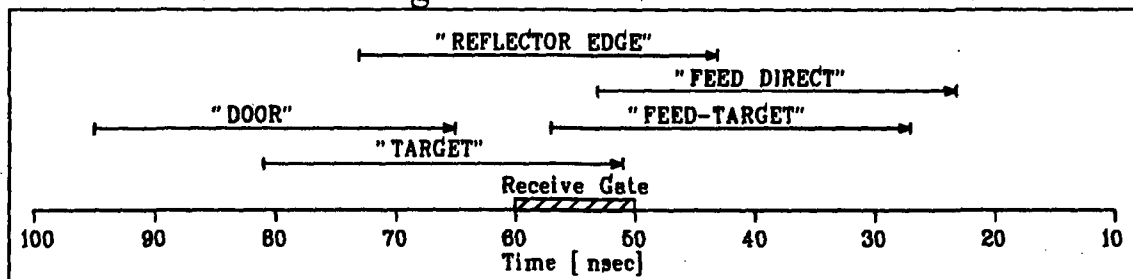 "REFLECTOR EDGE"
"FEED DIRECT"
"DOOR" "FEED-TARGET"
"TARGET"
Receive Gate
100 90 80 70 60 50 40 30 20 10
Time [ nsec]